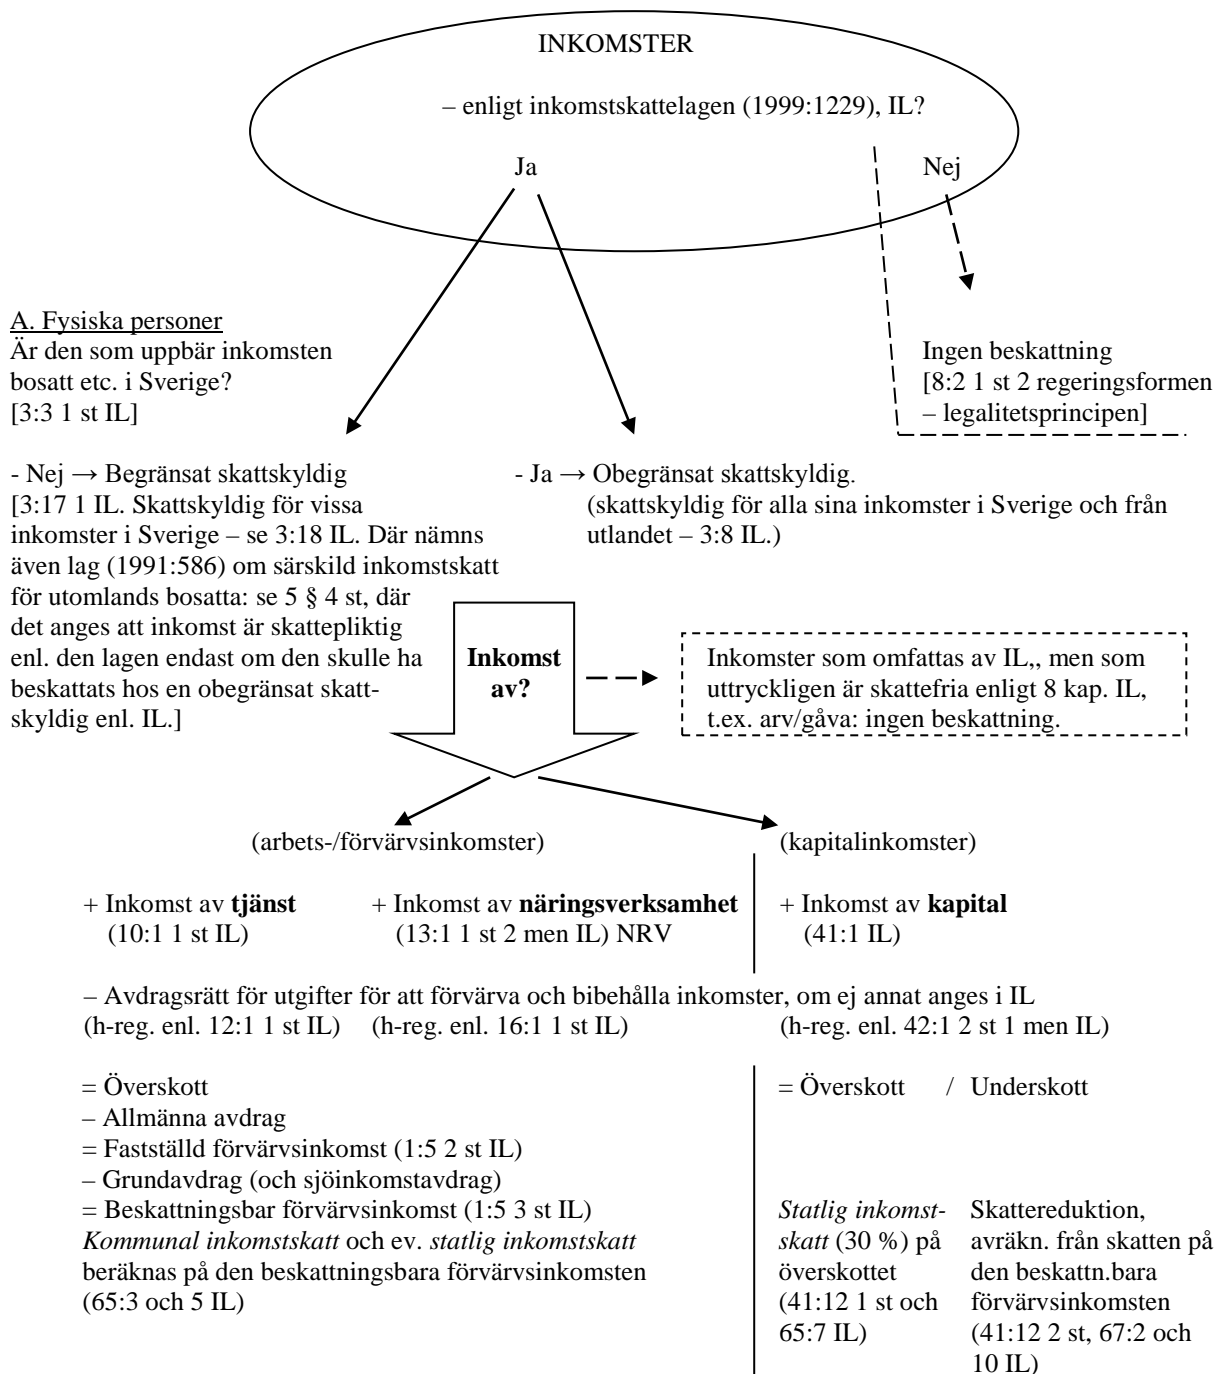 INKOMSTER
– enligt inkomstskattelagen (1999:1229), IL?
Ja
Nej
A. Fysiska personer
Är den som uppbär inkomsten
bosatt etc. i Sverige?
[3:3 1 st IL]
Ingen beskattning
[8:2 1 st 2 regeringsformen
– legalitetsprincipen]
- Nej → Begränsat skattskyldig
[3:17 1 IL. Skattskyldig för vissa
inkomster i Sverige – se 3:18 IL. Där nämns
även lag (1991:586) om särskild inkomstskatt
för utomlands bosatta: se 5 § 4 st, där
det anges att inkomst är skattepliktig
enl. den lagen endast om den skulle ha
beskattats hos en obegränsat skatt-
skyldig enl. IL.]
- Ja → Obegränsat skattskyldig.
(skattskyldig för alla sina inkomster i Sverige och från
utlandet – 3:8 IL.)
Inkomst
av?
Inkomster som omfattas av IL,, men som
uttryckligen är skattefria enligt 8 kap. IL,
t.ex. arv/gåva: ingen beskattning.
(arbets-/förvärvsinkomster)
(kapitalinkomster)
+ Inkomst av tjänst
(10:1 1 st IL)
+ Inkomst av näringsverksamhet
(13:1 1 st 2 men IL) NRV
+ Inkomst av kapital
(41:1 IL)
– Avdragsrätt för utgifter för att förvärva och bibehålla inkomster, om ej annat anges i IL
(h-reg. enl. 12:1 1 st IL) (h-reg. enl. 16:1 1 st IL) (h-reg. enl. 42:1 2 st 1 men IL)
= Överskott
– Allmänna avdrag
= Fastställd förvärvsinkomst (1:5 2 st IL)
– Grundavdrag (och sjöinkomstavdrag)
= Beskattningsbar förvärvsinkomst (1:5 3 st IL)
Kommunal inkomstskatt och ev. statlig inkomstskatt
beräknas på den beskattningsbara förvärvsinkomsten
(65:3 och 5 IL)
= Överskott / Underskott
Statlig inkomst-
skatt (30 %) på
överskottet
(41:12 1 st och
65:7 IL)
Skattereduktion,
avräkn. från skatten på
den beskattn.bara
förvärvsinkomsten
(41:12 2 st, 67:2 och
10 IL)